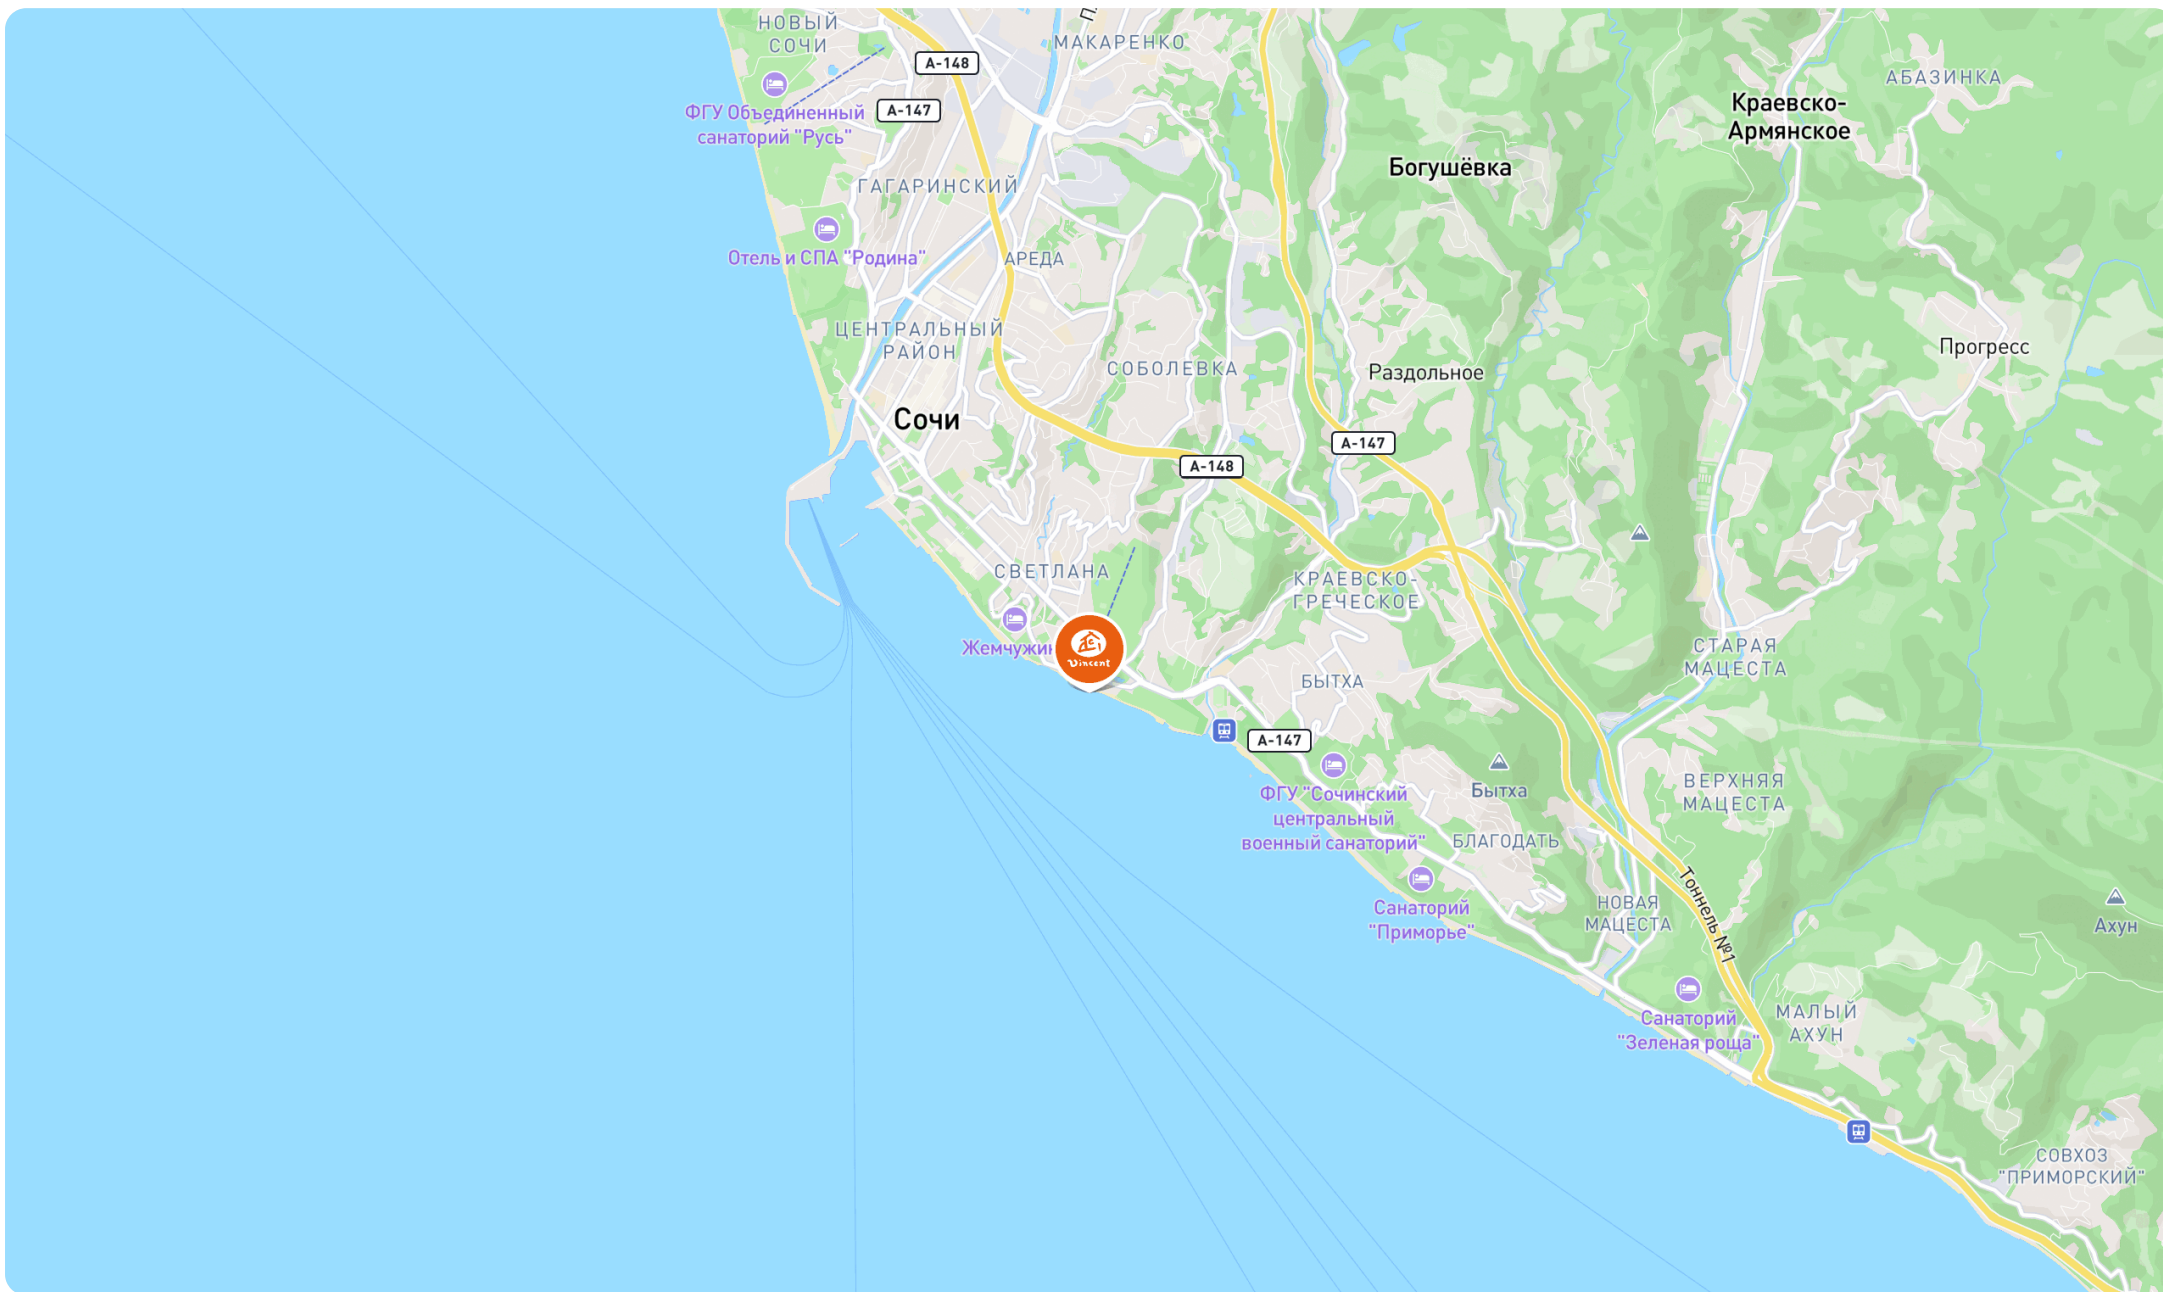 НОВЫЙ
СОЧИ
МАКАРЕНКО
А-148
А-147
ФГУ Объединенный
санаторий "Русь"
АБАЗИНКА
Краевско-
Армянское
Богушёвка
ГАГАРИНСКИЙ
Отель и СПА "Родина"
АРЕДА
ЦЕНТРАЛЬНЫЙ
РАЙОН
СОБОЛЕВКА
Раздольное
Прогресс
Сочи
А-147
А-148
СВЕТЛАНА
КРАЕВСКО-
ГРЕЧЕСКОЕ
Жемчужин
Vincent
СТАРАЯ
МАЦЕСТА
БЫТХА
А-147
ФГУ "Сочинский
центральный
военный санаторий"
Бытха
ВЕРХНЯЯ
МАЦЕСТА
БЛАГОДАТЬ
Тоннель №1
Санаторий
"Приморье"
НОВАЯ
МАЦЕСТА
Ахун
Санаторий
"Зеленая роща"
МАЛЫЙ
АХУН
СОВХОЗ
"ПРИМОРСКИЙ"